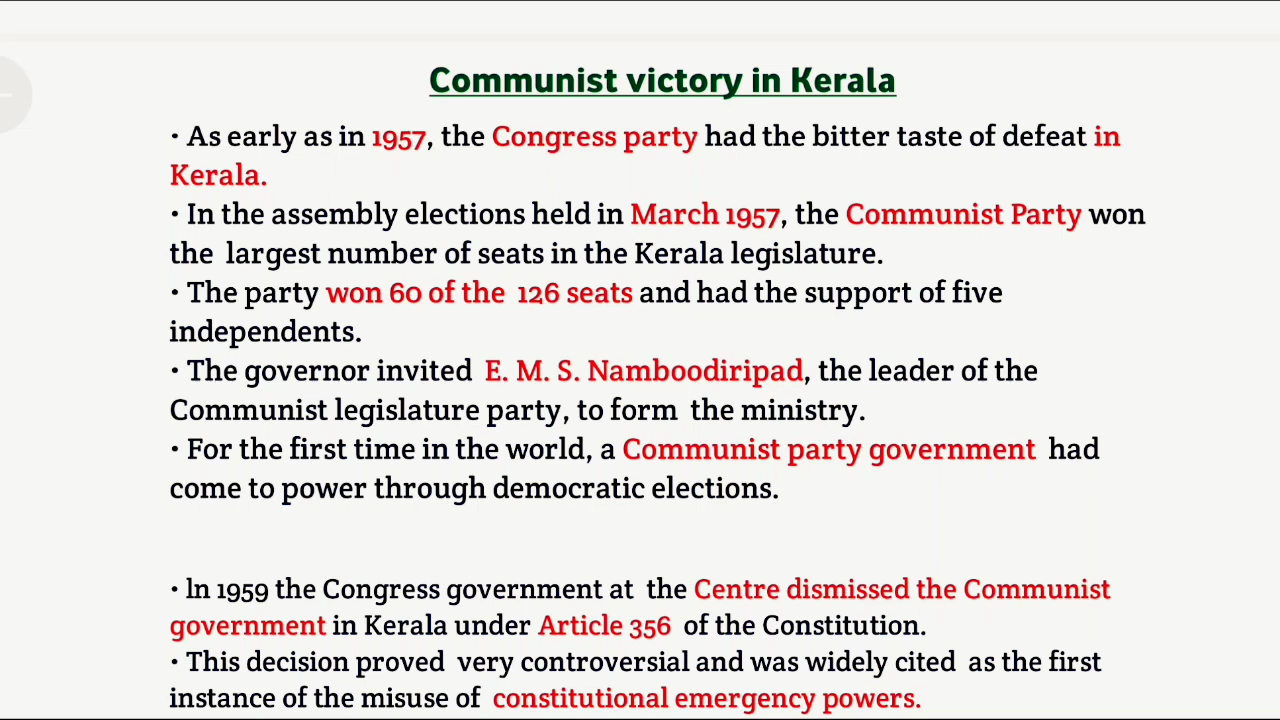 Communist victory in Kerala
• As early as in 1957, the Congress party had the bitter taste of defeat in
Kerala.
• In the assembly elections held in March 1957, the Communist Party won
the largest number of seats in the Kerala legislature.
• The party won 60 of the 126 seats and had the support of five
independents.
• The governor invited E. M. S. Namboodiripad, the leader of the
Communist legislature party, to form the ministry.
• For the first time in the world, a Communist party government had
come to power through democratic elections.
• ln 1959 the Congress government at the Centre dismissed the Communist
government in Kerala under Article 356 of the Constitution.
• This decision proved very controversial and was widely cited as the first
instance of the misuse of constitutional emergency powers.